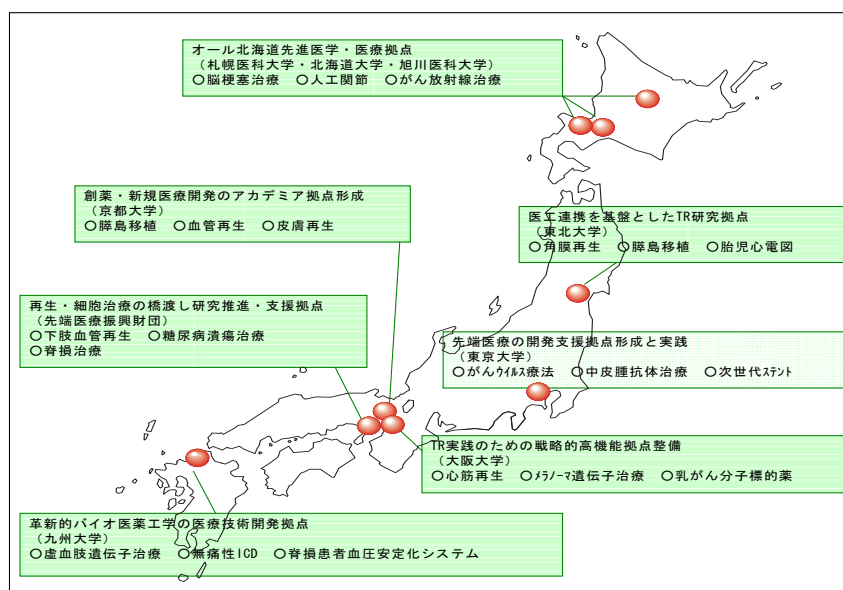 オール北海道先進医学・医療拠点
(札幌医科大学・北海道大学・旭川医科大学)
○脳梗塞治療　○人工関節　○がん放射線治療
創薬・新規医療開発のアカデミア拠点形成
(京都大学)
○膵島移植　○血管再生　○皮膚再生
医工連携を基盤としたTR研究拠点
(東北大学)
○角膜再生　○膵島移植　○胎児心電図
再生・細胞治療の橋渡し研究推進・支援拠点
(先端医療振興財団)
○下肢血管再生　○糖尿病潰瘍治療
○脊損治療
先端医療の開発支援拠点形成と実践
(東京大学)
○がんウイルス療法　○中皮腫抗体治療　○次世代ステント
TR実践のための戦略的高機能拠点整備
(大阪大学)
○心筋再生　○メラノーマ遺伝子治療　○乳がん分子標的薬
革新的バイオ医薬工学の医療技術開発拠点
(九州大学)
○虚血肢遺伝子治療　○無痛性ICD　○脊損患者血圧安定化システム